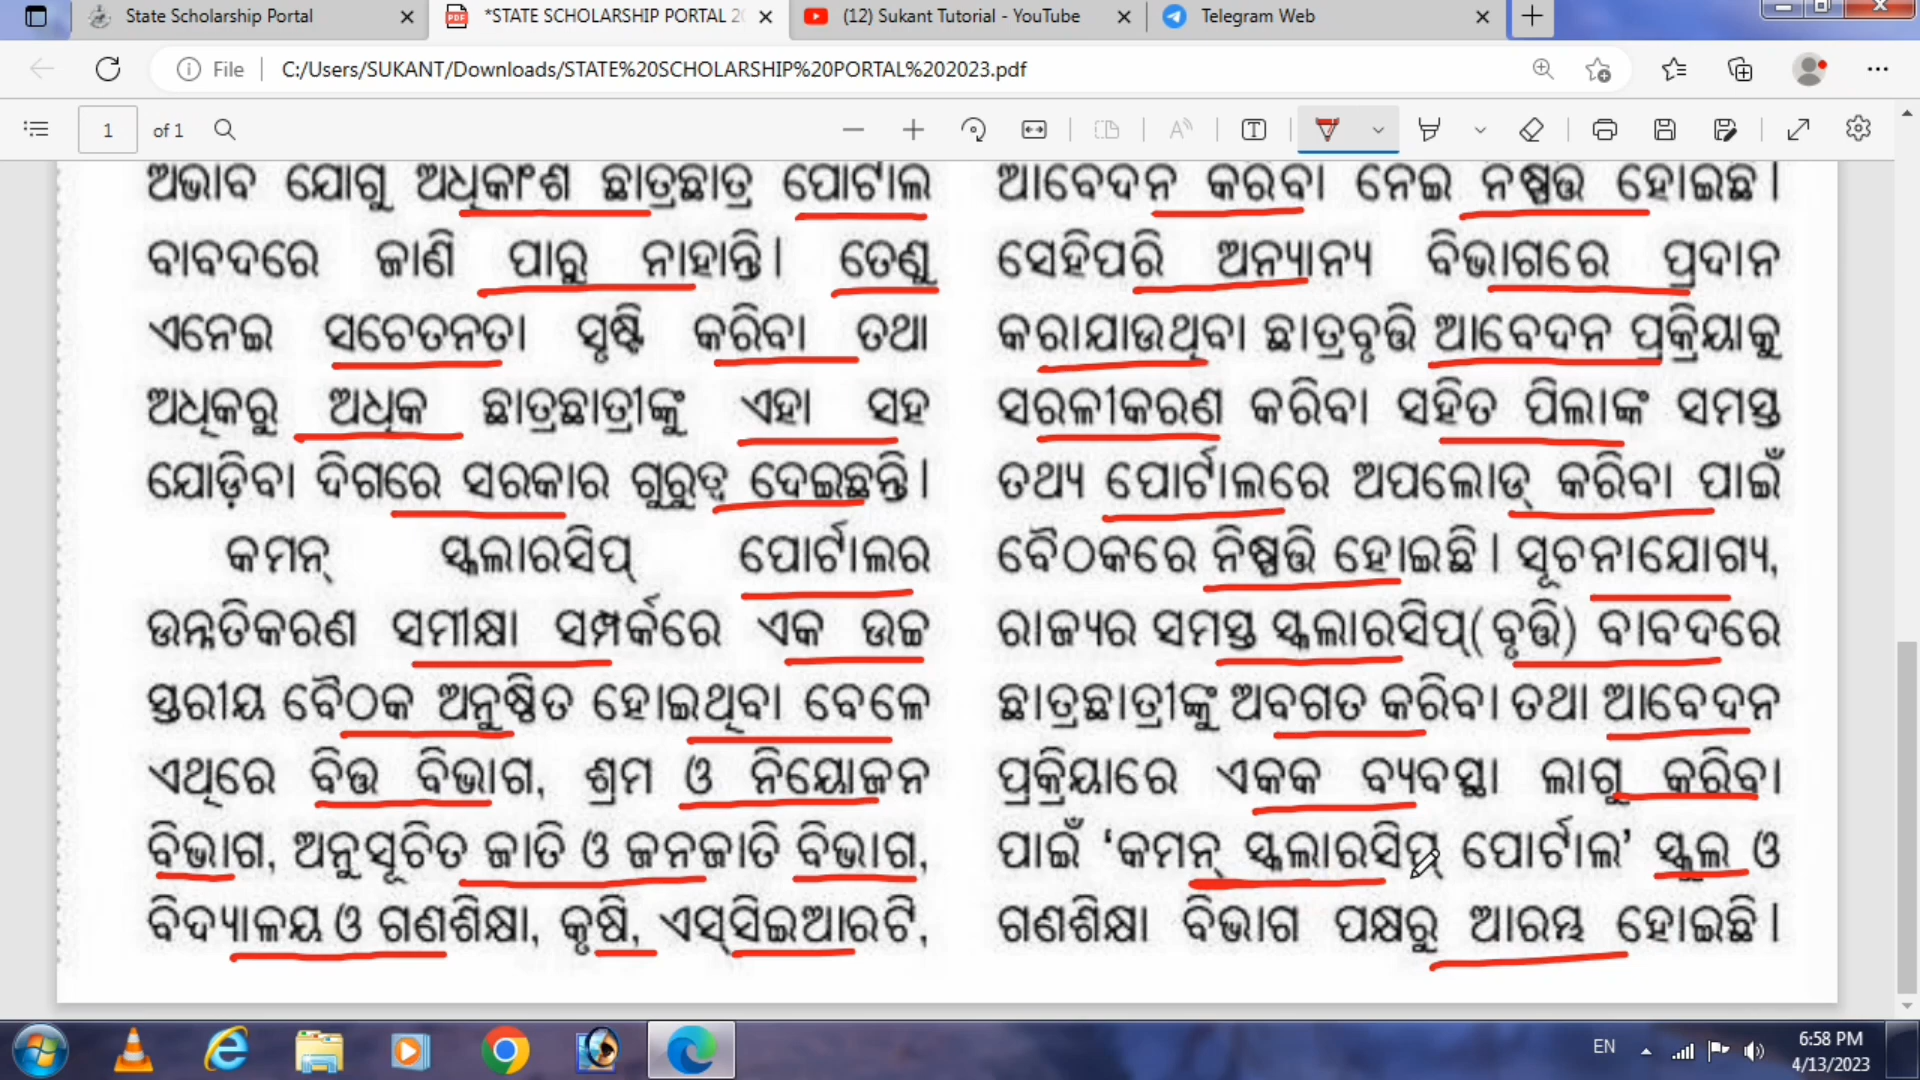 State Scholarship Portal
*STATE SCHOLARSHIP PORTAL 20
(12) Sukant Tutorial - YouTube
Telegram Web
File
C:/Users/SUKANT/Downloads/STATE%20SCHOLARSHIP%20PORTAL%202023.pdf
1 of 1
ଅଭାବ ଯୋଗୁ ଅଧିକାଂଶ ଛାତ୍ରଛାତ୍ର ପୋର୍ଟାଲ
ବାବଦରେ ଜାଣି ପାରୁ ନାହାନ୍ତି। ତେଣୁ
ଏନେଇ ସଚେତନତା ସୃଷ୍ଟି କରିବା ତଥା
ଅଧିକରୁ ଅଧିକ ଛାତ୍ରଛାତ୍ରୀଙ୍କୁ ଏହା ସହ
ଯୋଡ଼ିବା ଦିଗରେ ସରକାର ଗୁରୁତ୍ୱ ଦେଇଛନ୍ତି।
କମନ୍ ସ୍କଲାରସିପ୍ ପୋର୍ଟାଲର
ଉନ୍ନତିକରଣ ସମୀକ୍ଷା ସମ୍ପର୍କରେ ଏକ ଉଚ୍ଚ
ସ୍ତରୀୟ ବୈଠକ ଅନୁଷ୍ଠିତ ହୋଇଥିବା ବେଳେ
ଏଥିରେ ବିତ୍ତ ବିଭାଗ, ଶ୍ରମ ଓ ନିୟୋଜନ
ବିଭାଗ, ଅନୁସୂଚିତ ଜାତି ଓ ଜନଜାତି ବିଭାଗ,
ବିଦ୍ୟାଳୟ ଓ ଗଣଶିକ୍ଷା, କୃଷି, ଏସ୍‌ସିଇଆରଟି,
ଆବେଦନ କରିବା ନେଇ ନିଷ୍ପତ୍ତି ହୋଇଛି।
ସେହିପରି ଅନ୍ୟାନ୍ୟ ବିଭାଗରେ ପ୍ରଦାନ
କରାଯାଉଥିବା ଛାତ୍ରବୃତ୍ତି ଆବେଦନ ପ୍ରକ୍ରିୟାକୁ
ସରଳୀକରଣ କରିବା ସହିତ ପିଲାଙ୍କ ସମସ୍ତ
ତଥ୍ୟ ପୋର୍ଟାଲରେ ଅପଲୋଡ୍ କରିବା ପାଇଁ
ବୈଠକରେ ନିଷ୍ପତ୍ତି ହୋଇଛି। ସୂଚନାଯୋଗ୍ୟ,
ରାଜ୍ୟର ସମସ୍ତ ସ୍କଲାରସିପ୍(ବୃତ୍ତି) ବାବଦରେ
ଛାତ୍ରଛାତ୍ରୀଙ୍କୁ ଅବଗତ କରିବା ତଥା ଆବେଦନ
ପ୍ରକ୍ରିୟାରେ ଏକକ ବ୍ୟବସ୍ଥା ଲାଗୁ କରିବା
ପାଇଁ ‘କମନ୍ ସ୍କଲାରସିପ୍ ପୋର୍ଟାଲ’ ସ୍କୁଲ ଓ
ଗଣଶିକ୍ଷା ବିଭାଗ ପକ୍ଷରୁ ଆରମ୍ଭ ହୋଇଛି।
EN
6:58 PM
4/13/2023